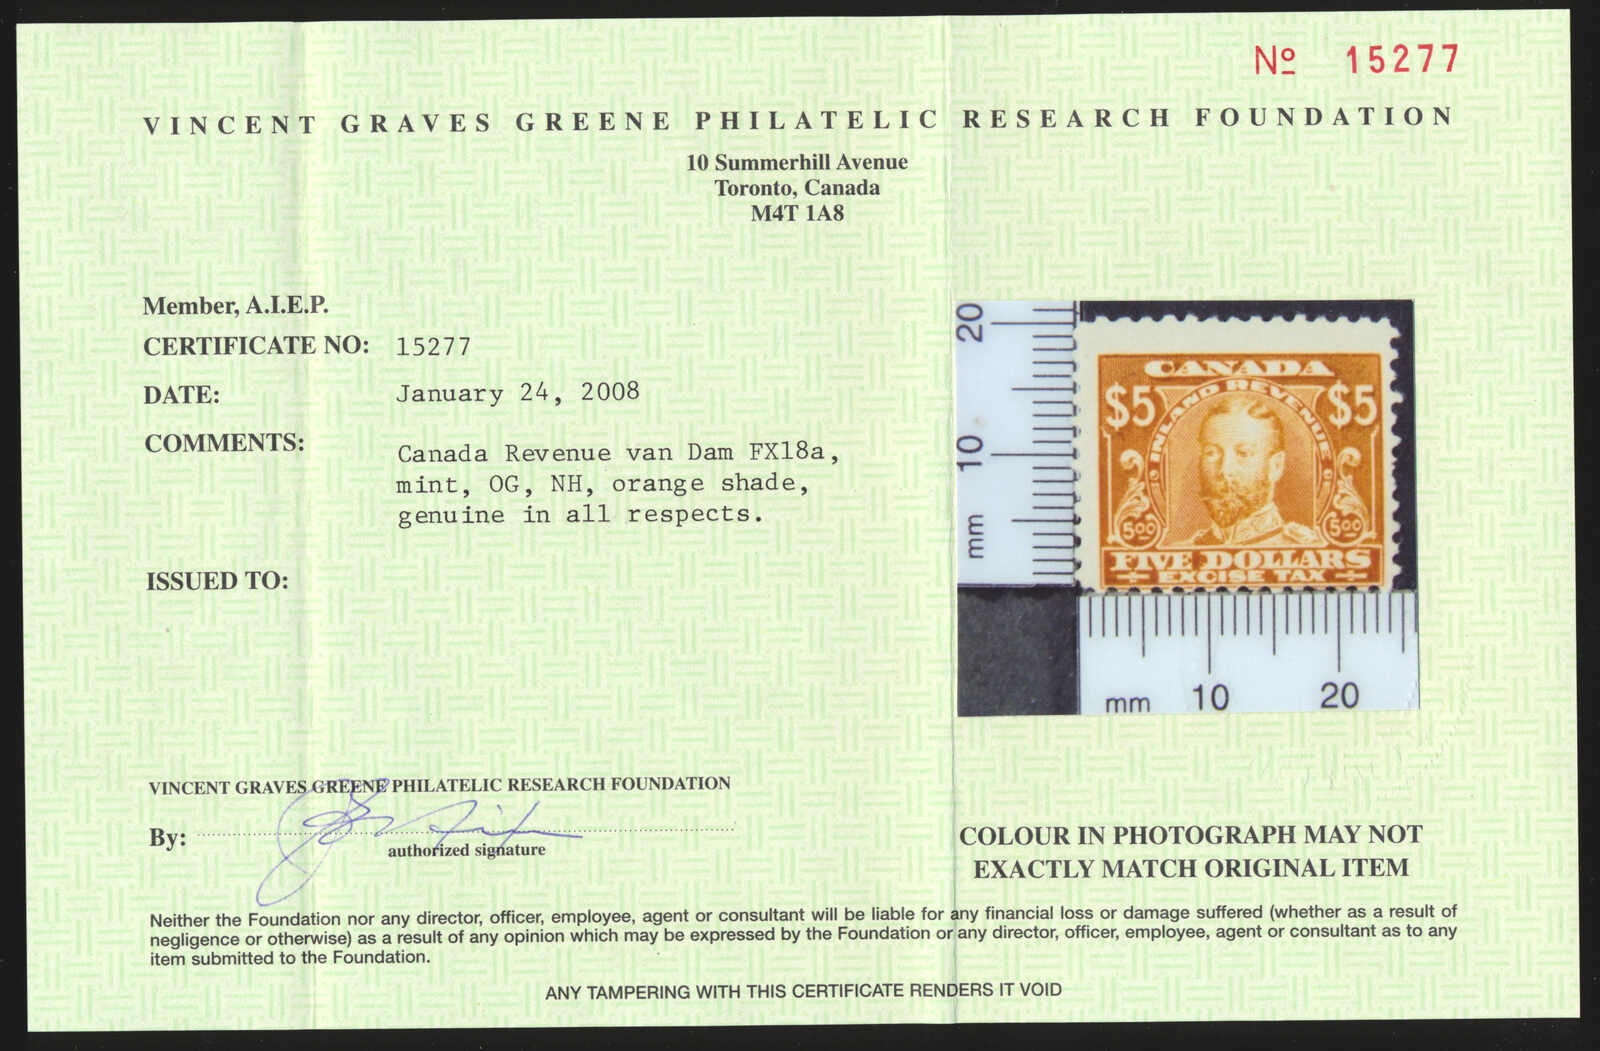 Nº 15277
VINCENT GRAVES GREENE PHILATELIC RESEARCH FOUNDATION
10 Summerhill Avenue
Toronto, Canada
M4T 1A8
Member, A.I.E.P.
CERTIFICATE NO: 15277
DATE: January 24, 2008
COMMENTS: Canada Revenue van Dam FX18a,
mint, OG, NH, orange shade,
genuine in all respects.
ISSUED TO:
20
10
mm
CANADA
INLAND REVENUE
$5 $5
5.00 5.00
FIVE DOLLARS
EXCISE TAX
mm 10 20
VINCENT GRAVES GREENE PHILATELIC RESEARCH FOUNDATION
By:
authorized signature
COLOUR IN PHOTOGRAPH MAY NOT
EXACTLY MATCH ORIGINAL ITEM
Neither the Foundation nor any director, officer, employee, agent or consultant will be liable for any financial loss or damage suffered (whether as a result of
negligence or otherwise) as a result of any opinion which may be expressed by the Foundation or any director, officer, employee, agent or consultant as to any
item submitted to the Foundation.
ANY TAMPERING WITH THIS CERTIFICATE RENDERS IT VOID